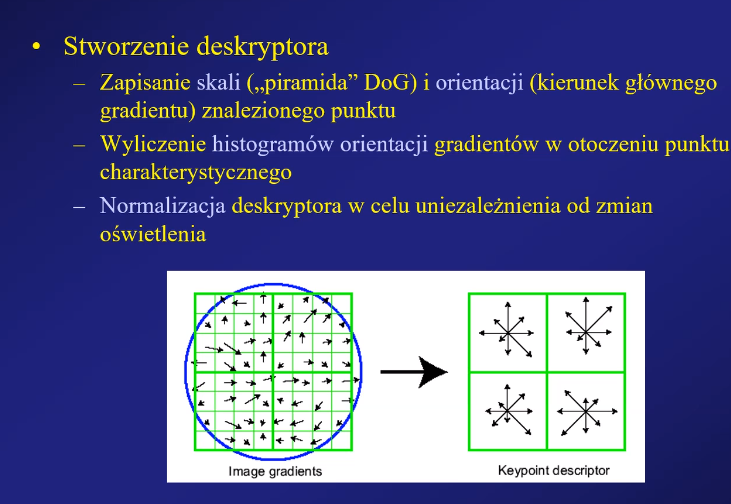 • Stworzenie deskryptora
– Zapisanie skali („piramida” DoG) i orientacji (kierunek głównego
gradientu) znalezionego punktu
– Wyliczenie histogramów orientacji gradientów w otoczeniu punktu
charakterystycznego
– Normalizacja deskryptora w celu uniezależnienia od zmian
oświetlenia
Image gradients
Keypoint descriptor